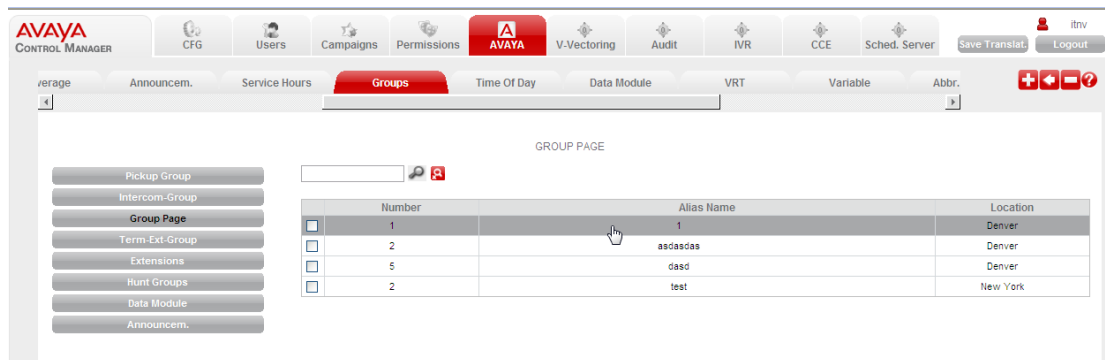 AVAYA
CONTROL MANAGER
CFG Users Campaigns Permissions AVAYA V-Vectoring Audit IVR CCE Sched. Server
itnv
Save Translat. Logout
verage Announcem. Service Hours Groups Time Of Day Data Module VRT Variable Abbr.
GROUP PAGE
Pickup Group
Intercom-Group
Group Page
Term-Ext-Group
Extensions
Hunt Groups
Data Module
Announcem.
Number Alias Name Location
1 1 Denver
2 asdasdas Denver
5 dasd Denver
2 test New York